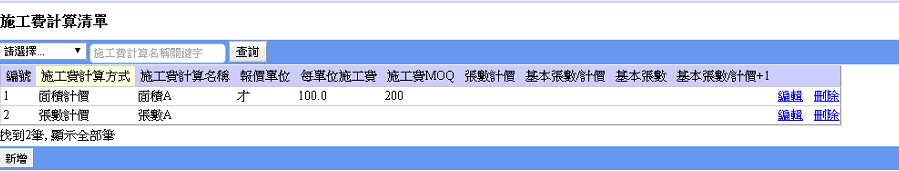 施工費計算清單
請選擇... 施工費計算名稱關鍵字 查詢
編號 施工費計算方式 施工費計算名稱 報價單位 每單位施工費 施工費MOQ 張數計價 基本張數/計價 基本張數 基本張數/計價+1
1 面積計價 面積A 才 100.0 200 編輯 刪除
2 張數計價 張數A 編輯 刪除
找到2筆, 顯示全部筆
新增